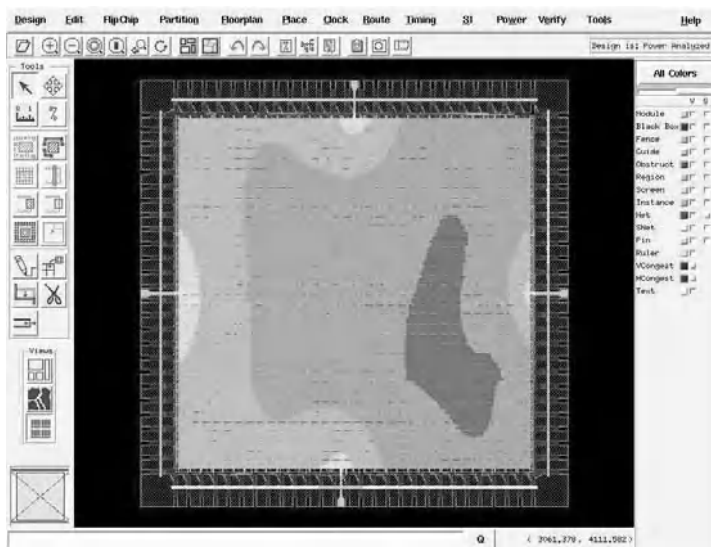 Design Edit FlipChip Partition Floorplan Place Clock Route Timing SI Power Verify Tools Help
Design is: Power Analyzed
Tools
All Colors
V S
Module
Black Box
Fence
Guide
Obstruct
Region
Screen
Instance
Net
SNet
Pin
Ruler
VCongest
HCongest
Text
Views
Q ( 3061.378, 4111.582)